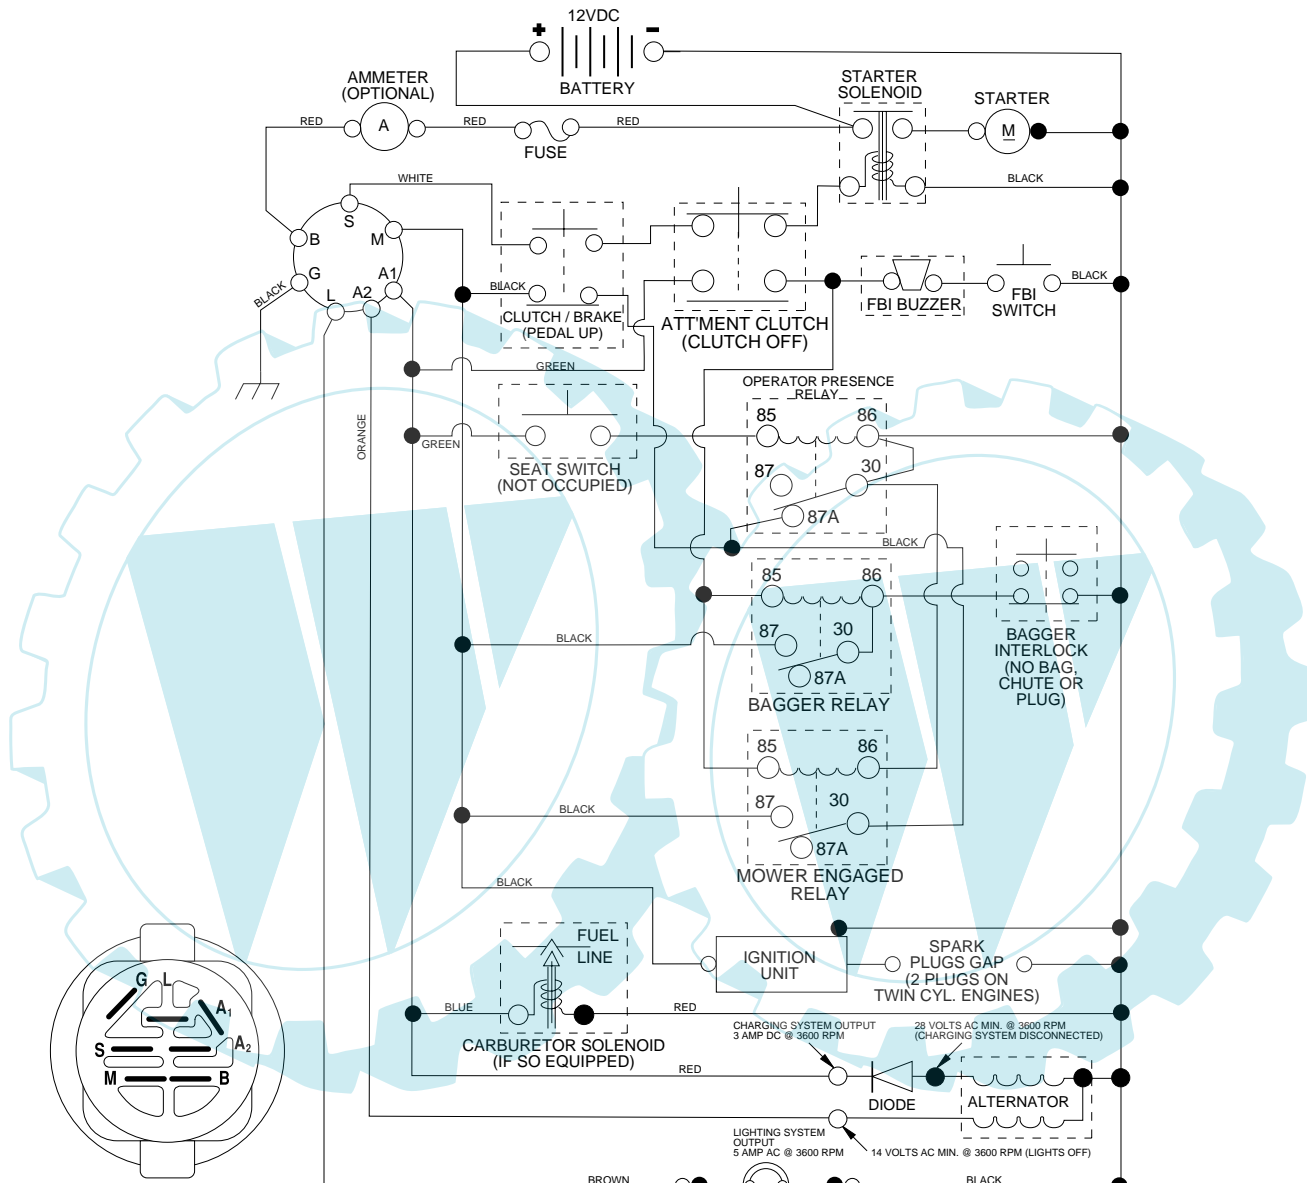 12VDC
+
-
BATTERY
AMMETER
(OPTIONAL)
STARTER
SOLENOID
STARTER
RED
A
RED
FUSE
RED
M
WHITE
BLACK
S
B
M
G
A1
L
A2
BLACK
BLACK
CLUTCH / BRAKE
(PEDAL UP)
ATT'MENT CLUTCH
(CLUTCH OFF)
FBI BUZZER
FBI
SWITCH
BLACK
GREEN
OPERATOR PRESENCE
RELAY
ORANGE
GREEN
SEAT SWITCH
(NOT OCCUPIED)
85
86
87
30
87A
BLACK
85
86
87
30
87A
BAGGER RELAY
BLACK
BAGGER
INTERLOCK
(NO BAG,
CHUTE OR
PLUG)
85
86
87
30
87A
MOWER ENGAGED
RELAY
BLACK
BLACK
FUEL
LINE
IGNITION
UNIT
SPARK
PLUGS GAP
(2 PLUGS ON
TWIN CYL. ENGINES)
BLUE
RED
CARBURETOR SOLENOID
(IF SO EQUIPPED)
G
L
A1
A2
S
M
B
CHARGING SYSTEM OUTPUT
3 AMP DC @ 3600 RPM
28 VOLTS AC MIN. @ 3600 RPM
(CHARGING SYSTEM DISCONNECTED)
RED
DIODE
ALTERNATOR
LIGHTING SYSTEM
OUTPUT
5 AMP AC @ 3600 RPM
14 VOLTS AC MIN. @ 3600 RPM (LIGHTS OFF)
BROWN
BLACK